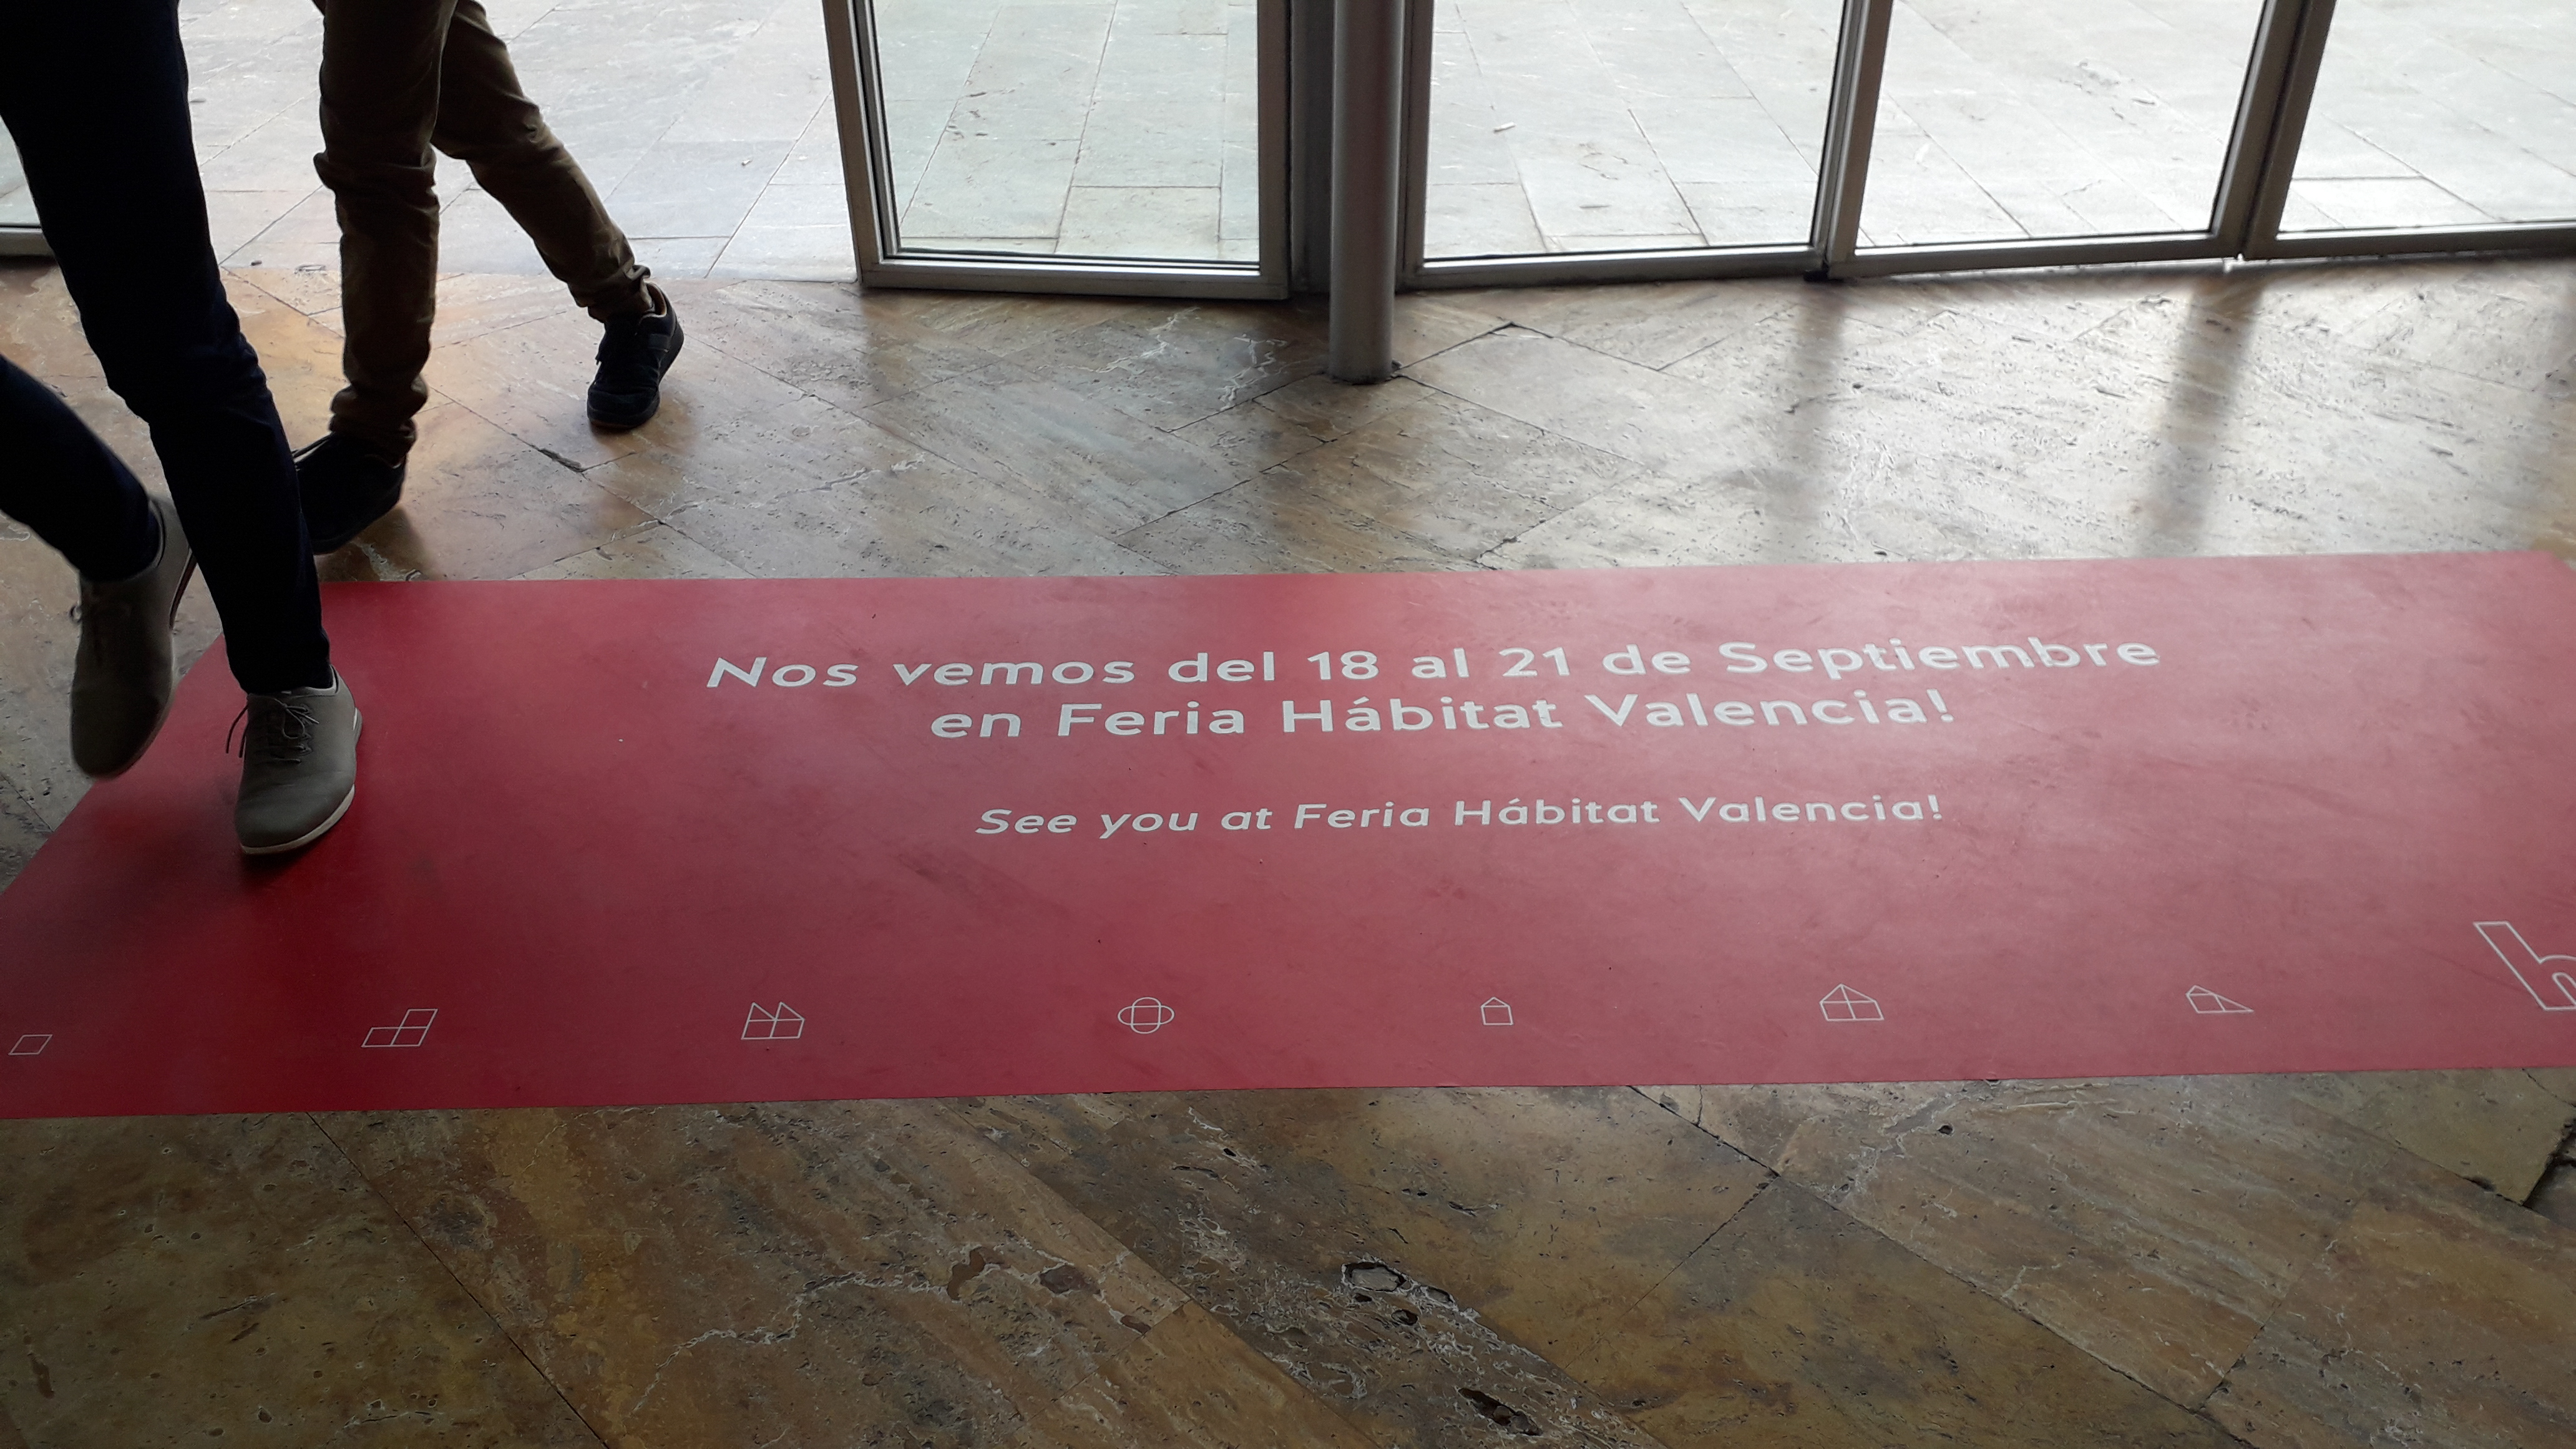 Nos vemos del 18 al 21 de Septiembre
en Feria Hábitat Valencia!
See you at Feria Hábitat Valencia!
h